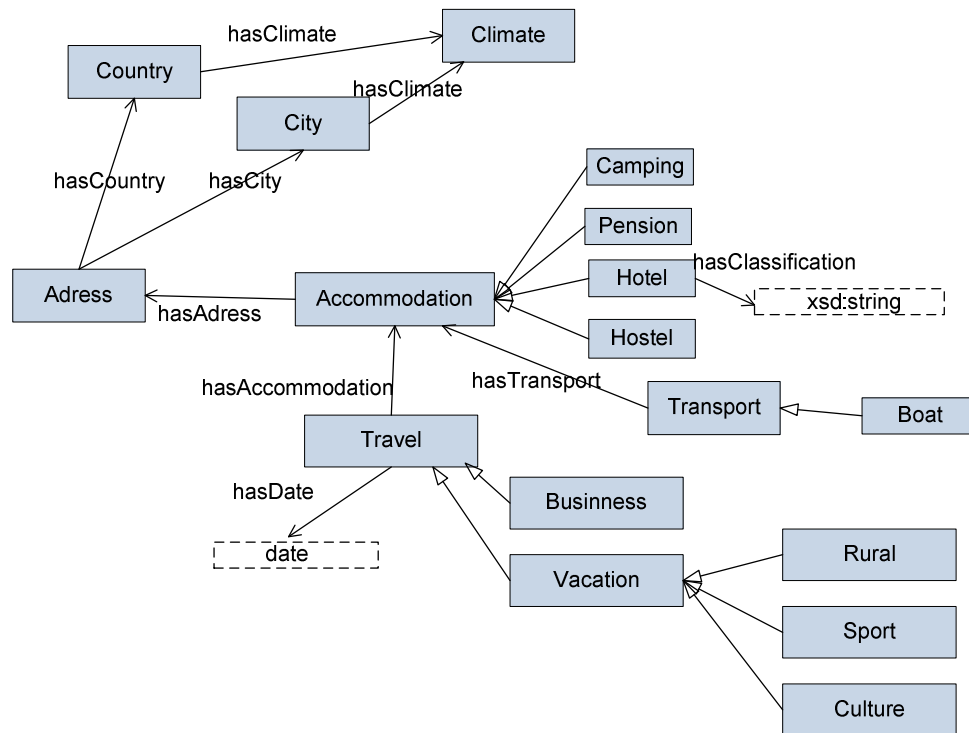 hasClimate
Climate
Country
hasClimate
City
Camping
hasCountry
hasCity
Pension
hasClassification
Hotel
Adress
Accommodation
xsd:string
hasAdress
Hostel
hasAccommodation
hasTransport
Transport
Boat
Travel
hasDate
Businness
date
Vacation
Rural
Sport
Culture